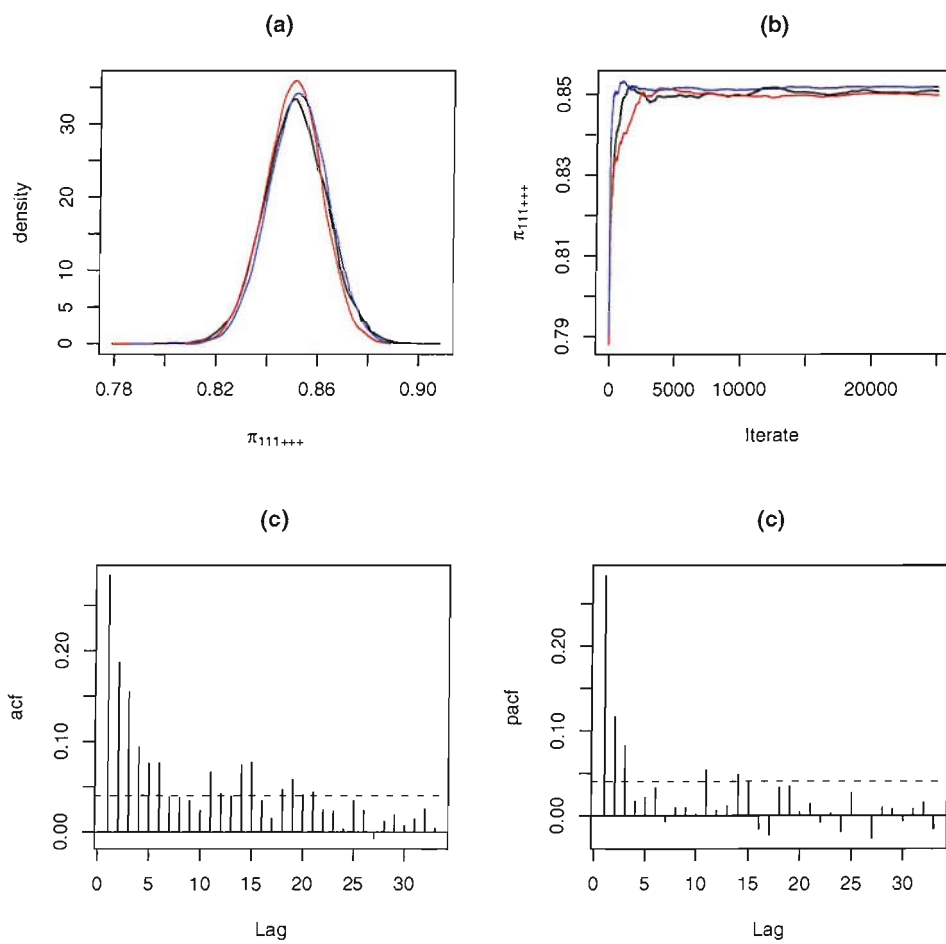 (a)
density
0 5 10 20 30
0.78 0.82 0.86 0.90
π111+++
(b)
π111+++
0.79 0.81 0.83 0.85
0 5000 10000 20000
Iterate
(c)
acf
0.00 0.10 0.20
0 5 10 15 20 25 30
Lag
(c)
pacf
0.00 0.10 0.20
0 5 10 15 20 25 30
Lag